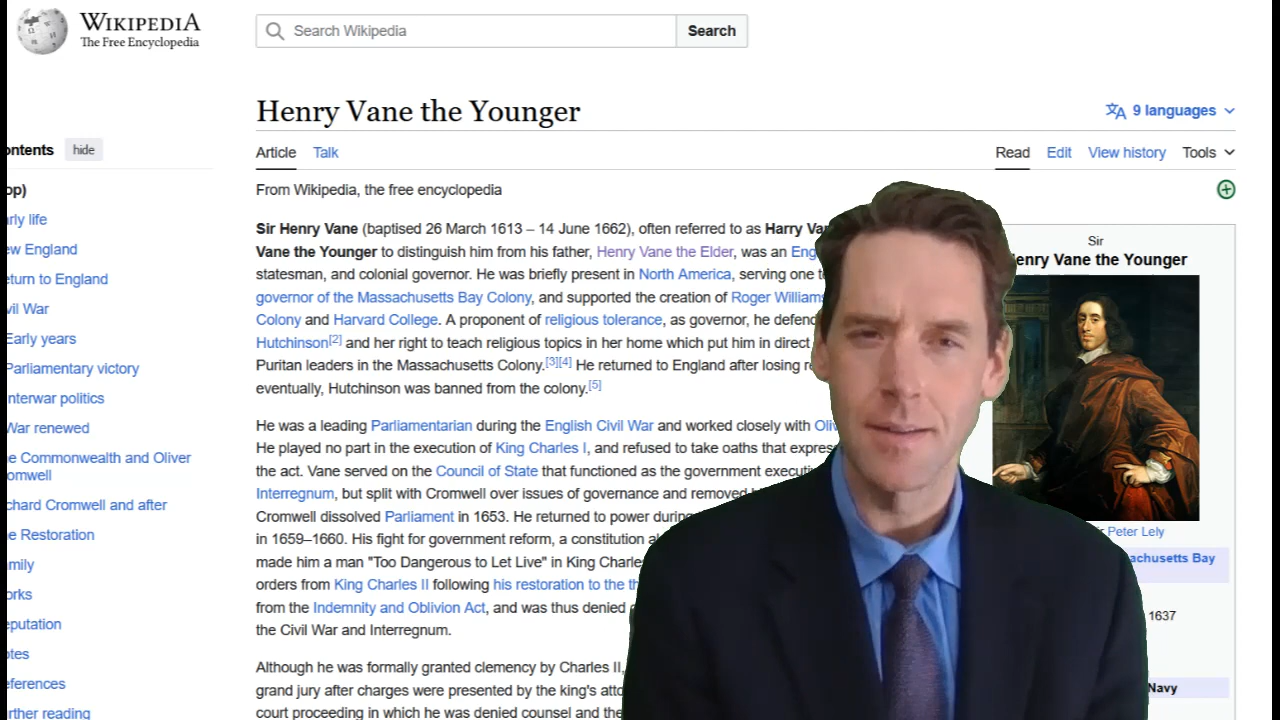 WIKIPEDIA
The Free Encyclopedia
Search Wikipedia
Search
Henry Vane the Younger
9 languages
Article Talk
Read Edit View history Tools
From Wikipedia, the free encyclopedia
ontents hide
op)
rly life
ew England
eturn to England
vil War
Early years
Parliamentary victory
nterwar politics
War renewed
e Commonwealth and Oliver
omwell
chard Cromwell and after
e Restoration
mily
orks
eputation
otes
eferences
rther reading
Sir Henry Vane (baptised 26 March 1613 – 14 June 1662), often referred to as Harry Van
Vane the Younger to distinguish him from his father, Henry Vane the Elder, was an Eng
statesman, and colonial governor. He was briefly present in North America, serving one te
governor of the Massachusetts Bay Colony, and supported the creation of Roger Williams
Colony and Harvard College. A proponent of religious tolerance, as governor, he defend
Hutchinson[2] and her right to teach religious topics in her home which put him in direct
Puritan leaders in the Massachusetts Colony.[3][4] He returned to England after losing re
eventually, Hutchinson was banned from the colony.[5]
He was a leading Parliamentarian during the English Civil War and worked closely with Oliv
He played no part in the execution of King Charles I, and refused to take oaths that expres
the act. Vane served on the Council of State that functioned as the government executi
Interregnum, but split with Cromwell over issues of governance and removed
Cromwell dissolved Parliament in 1653. He returned to power during
in 1659–1660. His fight for government reform, a constitution a
made him a man "Too Dangerous to Let Live" in King Charle
orders from King Charles II following his restoration to the th
from the Indemnity and Oblivion Act, and was thus denied
the Civil War and Interregnum.
Although he was formally granted clemency by Charles II,
grand jury after charges were presented by the king's atto
court proceeding in which he was denied counsel and the
Sir
enry Vane the Younger
Peter Lely
achusetts Bay
1637
Navy